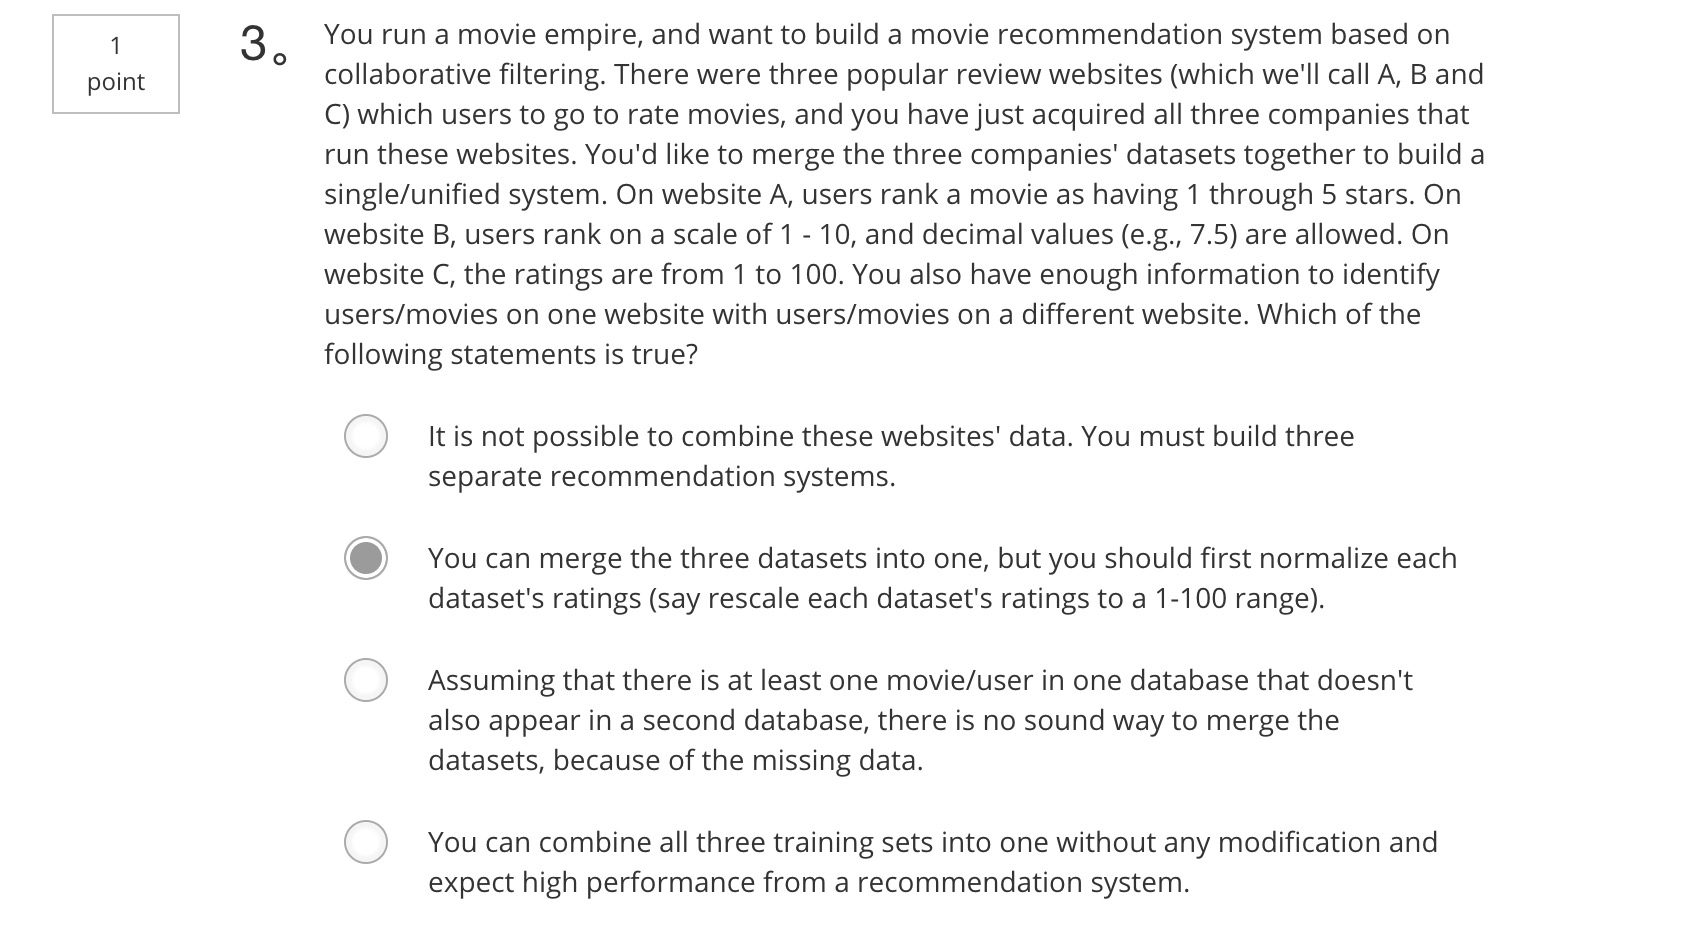 1
point
3。
You run a movie empire, and want to build a movie recommendation system based on
collaborative filtering. There were three popular review websites (which we'll call A, B and
C) which users to go to rate movies, and you have just acquired all three companies that
run these websites. You'd like to merge the three companies' datasets together to build a
single/unified system. On website A, users rank a movie as having 1 through 5 stars. On
website B, users rank on a scale of 1 - 10, and decimal values (e.g., 7.5) are allowed. On
website C, the ratings are from 1 to 100. You also have enough information to identify
users/movies on one website with users/movies on a different website. Which of the
following statements is true?
It is not possible to combine these websites' data. You must build three
separate recommendation systems.
You can merge the three datasets into one, but you should first normalize each
dataset's ratings (say rescale each dataset's ratings to a 1-100 range).
Assuming that there is at least one movie/user in one database that doesn't
also appear in a second database, there is no sound way to merge the
datasets, because of the missing data.
You can combine all three training sets into one without any modification and
expect high performance from a recommendation system.